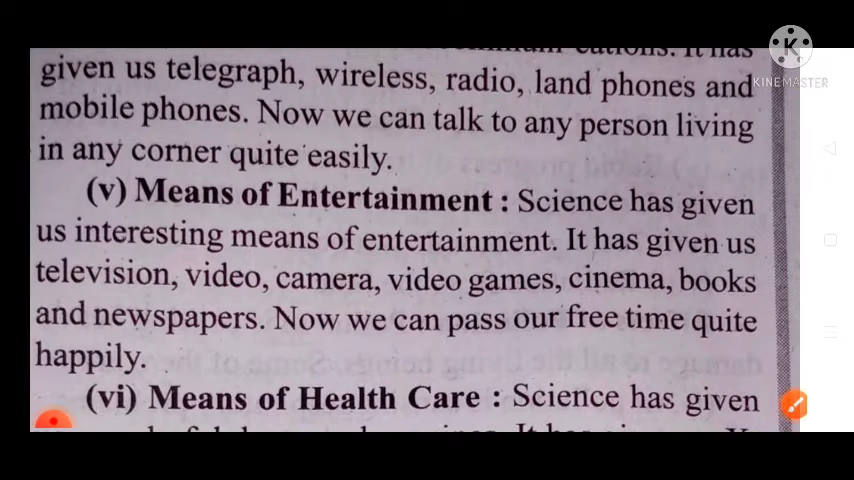 cations. It has
given us telegraph, wireless, radio, land phones and
mobile phones. Now we can talk to any person living
in any corner quite easily.
(v) Means of Entertainment : Science has given
us interesting means of entertainment. It has given us
television, video, camera, video games, cinema, books
and newspapers. Now we can pass our free time quite
happily.
(vi) Means of Health Care : Science has given
K
KINEMASTER